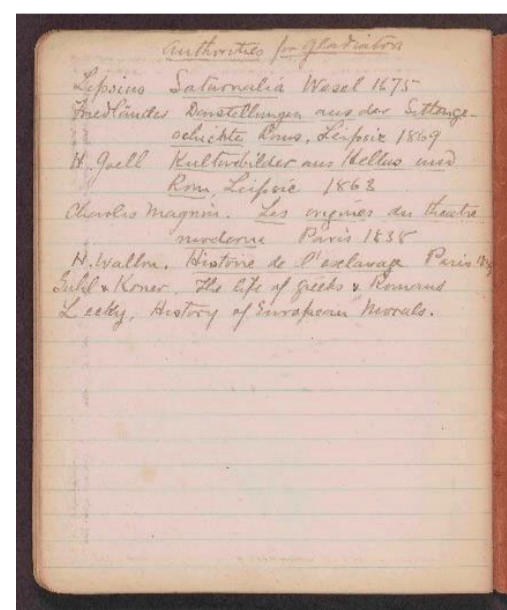 Authorities for gladiators
Lipsius Saturnalia Wesel 1675
Friedländer Darstellungen aus der Sittenge-
schichte Roms, Leipsic 1869
H. Goell Kulturbilder aus Hellas und
Rom, Leipsic 1863
Charles Magnin. Les origines du theatre
moderne Paris 1838
H. Wallon. Histoire de l'esclavage Paris
Guhl & Koner. The life of greeks & Romans
Lecky, History of European Morals.